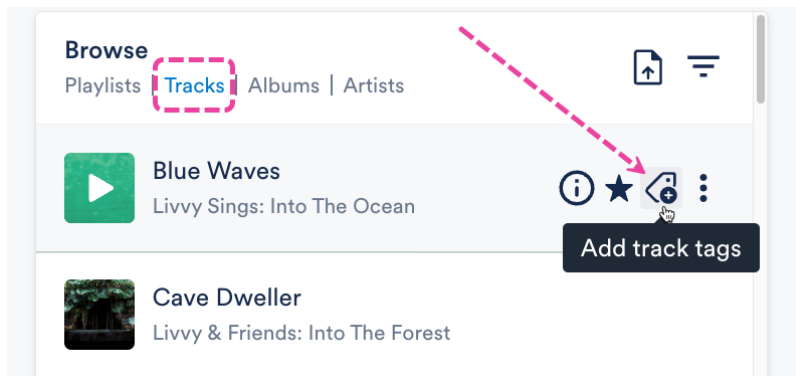 Browse
Playlists | Tracks | Albums | Artists
Blue Waves
Livvy Sings: Into The Ocean
Add track tags
Cave Dweller
Livvy & Friends: Into The Forest